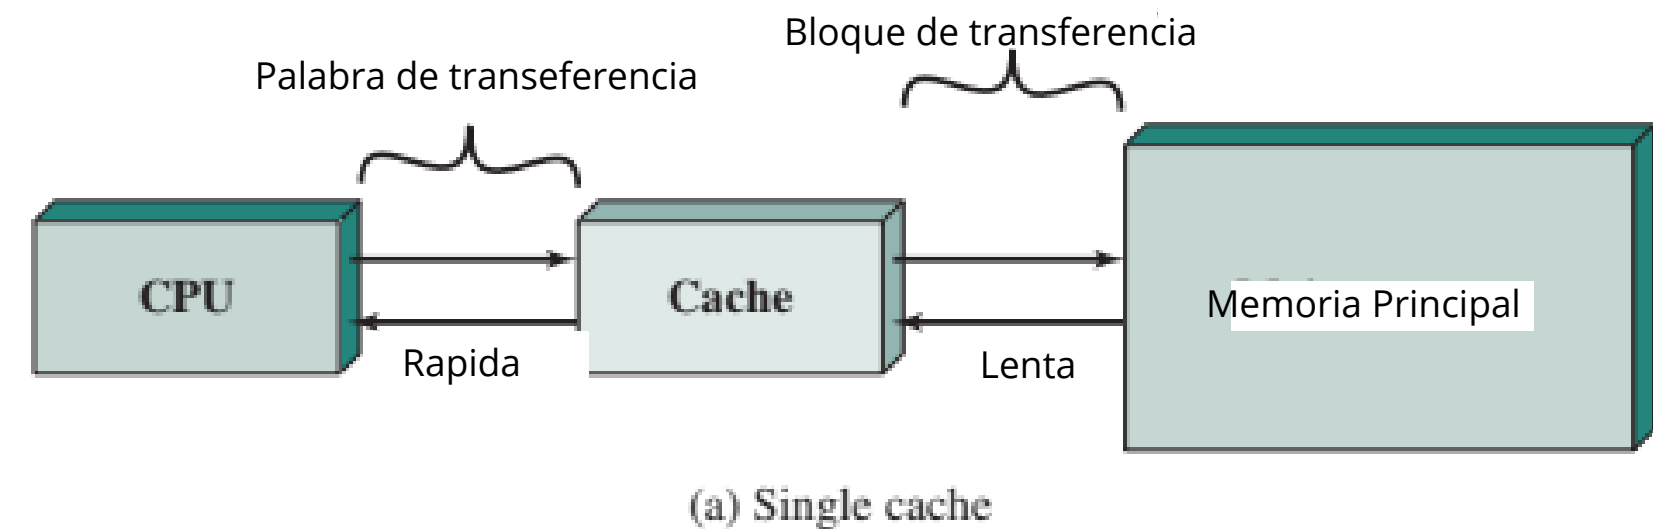 Bloque de transferencia
Palabra de transeferencia
CPU
Cache
Memoria Principal
Rapida
Lenta
(a) Single cache